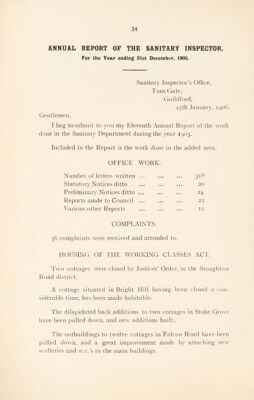 34
ANNUAL REPORT OF THE SANITARY INSPECTOR.
For the Year ending 31st December, 1905.
Sanitary Inspector's Office,
Tuns Gate,
Guildford,
25th January, 1906.
Gentlemen,
I beg to submit to you my Eleventh Annual Report of the work
done in the Sanitary Department during the year 1905.
Included in the Report is the work done in the added area.
OFFICE WORK.
Number of letters written ... ... ... 318
Statutory Notices ditto ... ... ... 20
Preliminary Notices ditto ... ... ... 24
Reports made to Council ... ... ... 22
Various other Reports ... ... ... 12
COMPLAINTS.
56 complaints were received and attended to.
HOUSING OF THE WORKING CLASSES ACT.
Two cottages were closed by Justices' Order, in the Stoughton
Road district.
A cottage situated in Bright Hill having been closed a con-
siderable time, has been made habitable.
The dilapidated back additions to two cottages in Stoke Grove
have been pulled down, and new additions built.
The outbuildings to twelve cottages in Falcon Road have been
pulled down, and a great improvement made by attaching new
sculleries and w.c.'s to the main buildings.